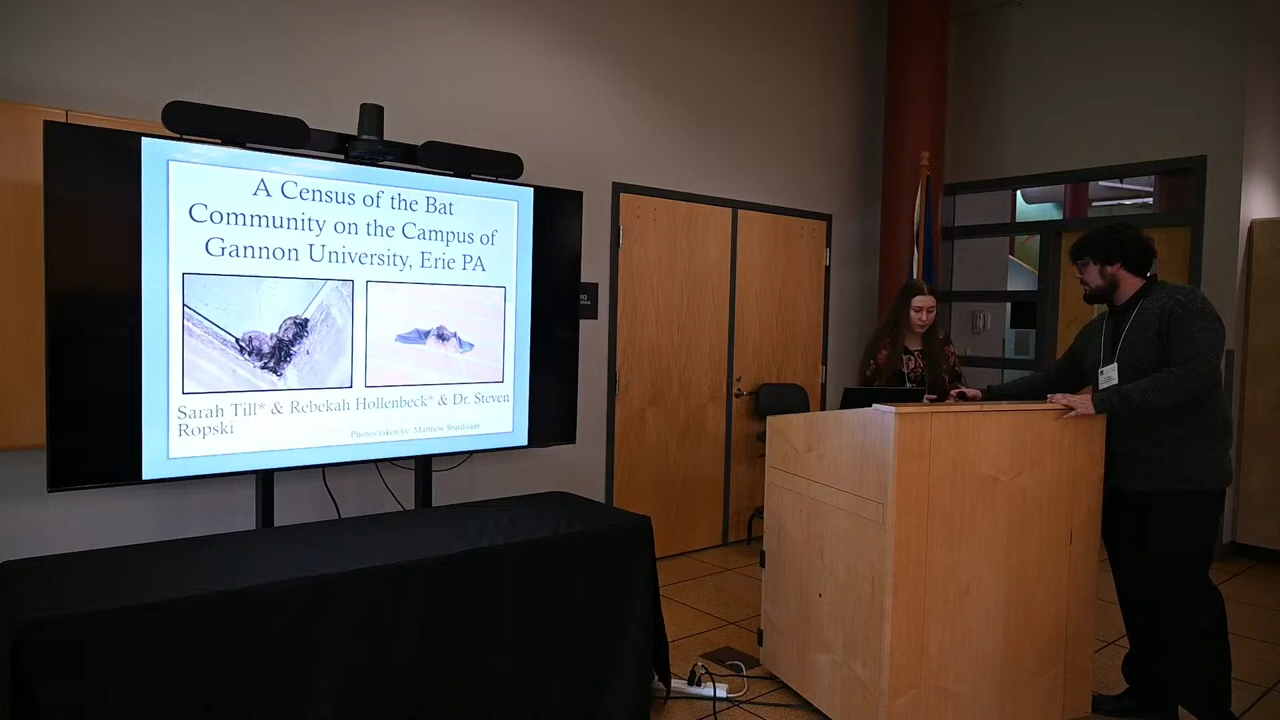 A Census of the Bat
Community on the Campus of
Gannon University, Erie PA
Sarah Till* & Rebekah Hollenbeck* & Dr. Steven
Ropski
Photos taken by: Matthew Sturdivant